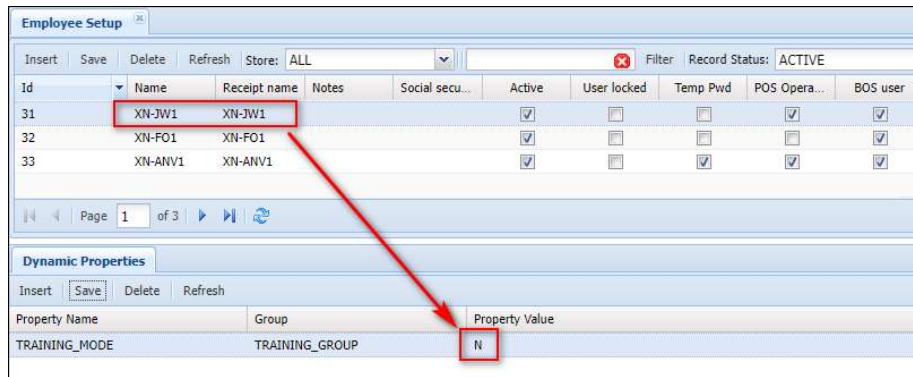 Employee Setup
Insert Save Delete Refresh Store: ALL Filter Record Status: ACTIVE
Id Name Receipt name Notes Social secu... Active User locked Temp Pwd POS Opera... BOS user
31 XN-JW1 XN-JW1
32 XN-FO1 XN-FO1
33 XN-ANV1 XN-ANV1
Page 1 of 3
Dynamic Properties
Insert Save Delete Refresh
Property Name Group Property Value
TRAINING_MODE TRAINING_GROUP N